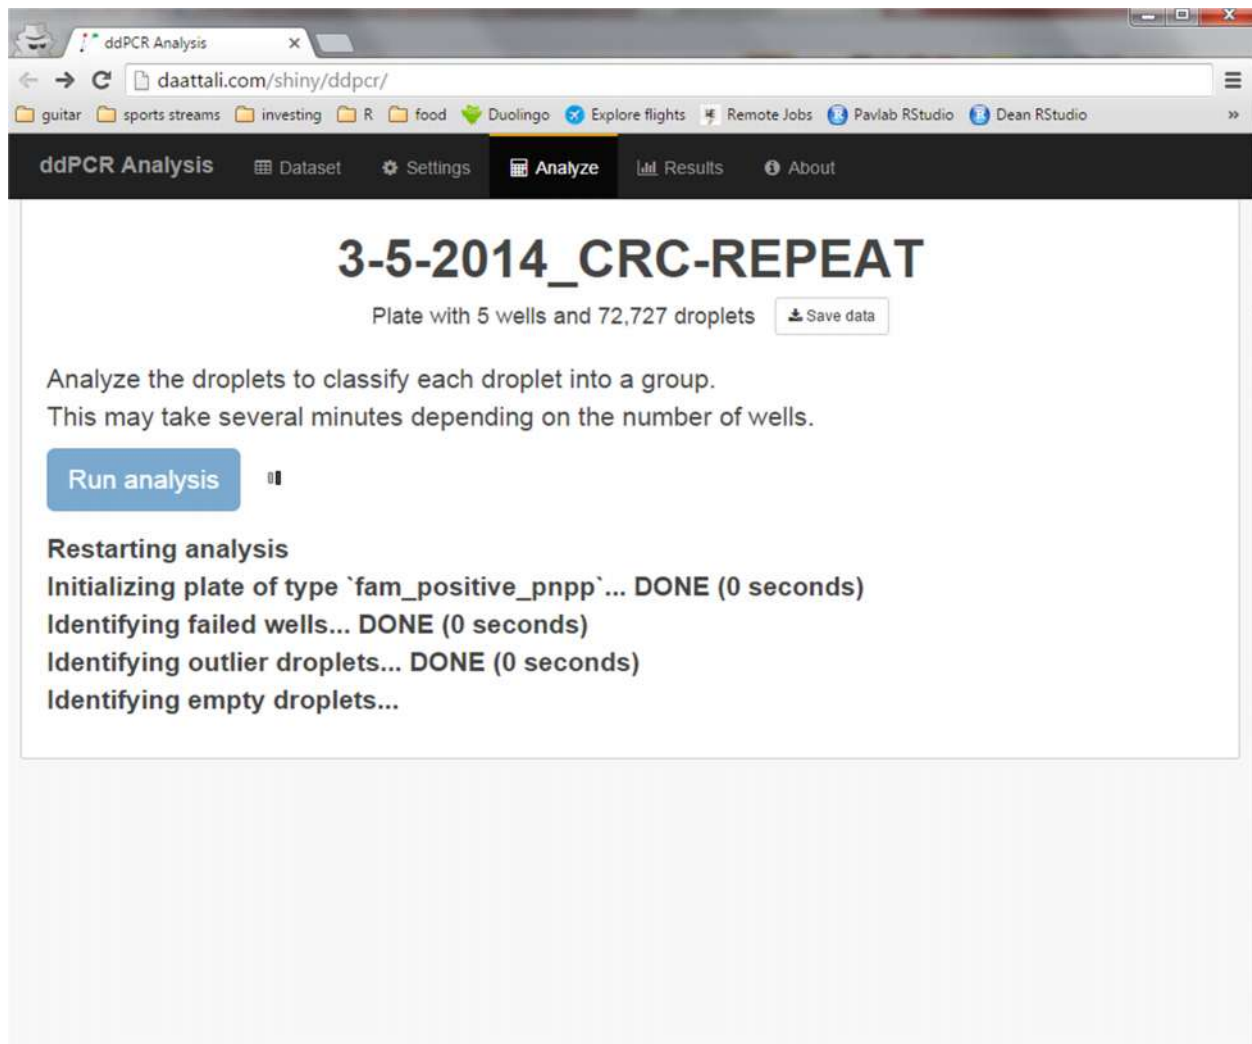 ddPCR Analysis
daattali.com/shiny/ddpcr/
guitar sports streams investing R food Duolingo Explore flights Remote Jobs Pavlab RStudio Dean RStudio »
ddPCR Analysis Dataset Settings Analyze Results About
3-5-2014_CRC-REPEAT
Plate with 5 wells and 72,727 droplets Save data
Analyze the droplets to classify each droplet into a group.
This may take several minutes depending on the number of wells.
Run analysis
Restarting analysis
Initializing plate of type `fam_positive_pnpp`... DONE (0 seconds)
Identifying failed wells... DONE (0 seconds)
Identifying outlier droplets... DONE (0 seconds)
Identifying empty droplets...